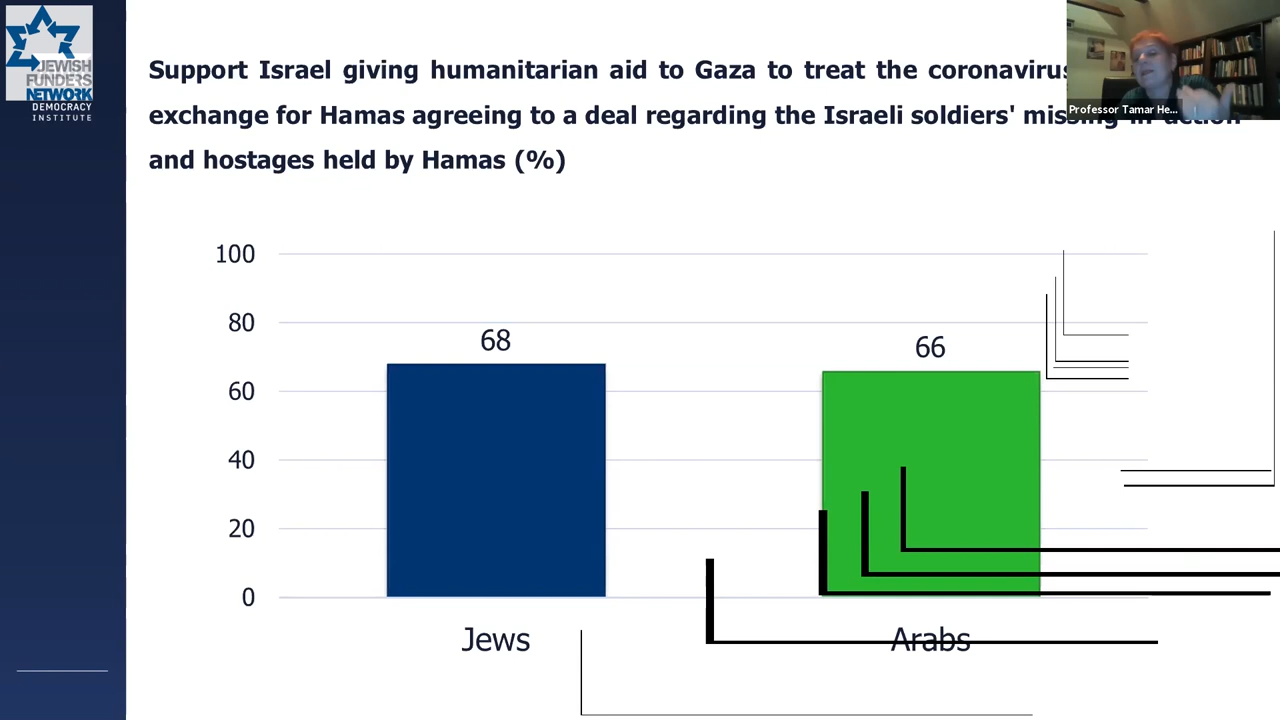 JEWISH
FUNDERS
NETWORK
DEMOCRACY
INSTITUTE
Support Israel giving humanitarian aid to Gaza to treat the coronavirus
Professor Tamar He...
exchange for Hamas agreeing to a deal regarding the Israeli soldiers' missing in action
and hostages held by Hamas (%)
100
80
60
40
20
0
68
66
Jews
Arabs